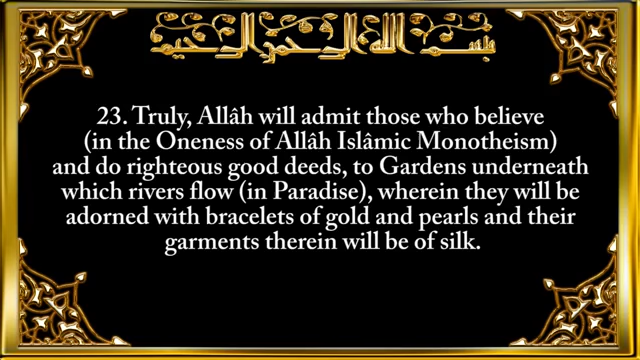 بسم الله الرحمن الرحيم
23. Truly, Allâh will admit those who believe
(in the Oneness of Allâh Islâmic Monotheism)
and do righteous good deeds, to Gardens underneath
which rivers flow (in Paradise), wherein they will be
adorned with bracelets of gold and pearls and their
garments therein will be of silk.